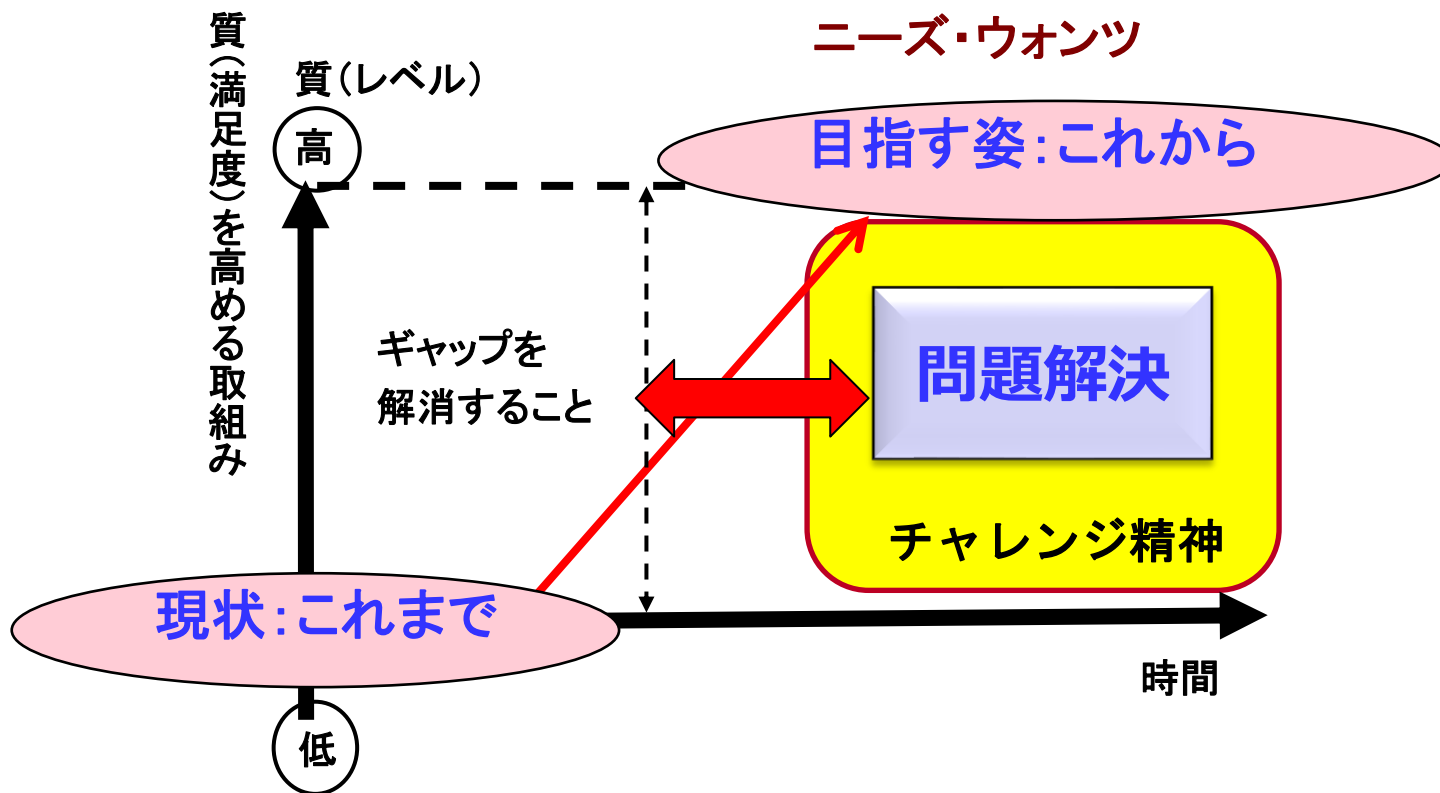 質（満足度）を高める取組み
質（レベル）
高
ニーズ・ウォンツ
目指す姿：これから
ギャップを
解消すること
問題解決
チャレンジ精神
現状：これまで
時間
低